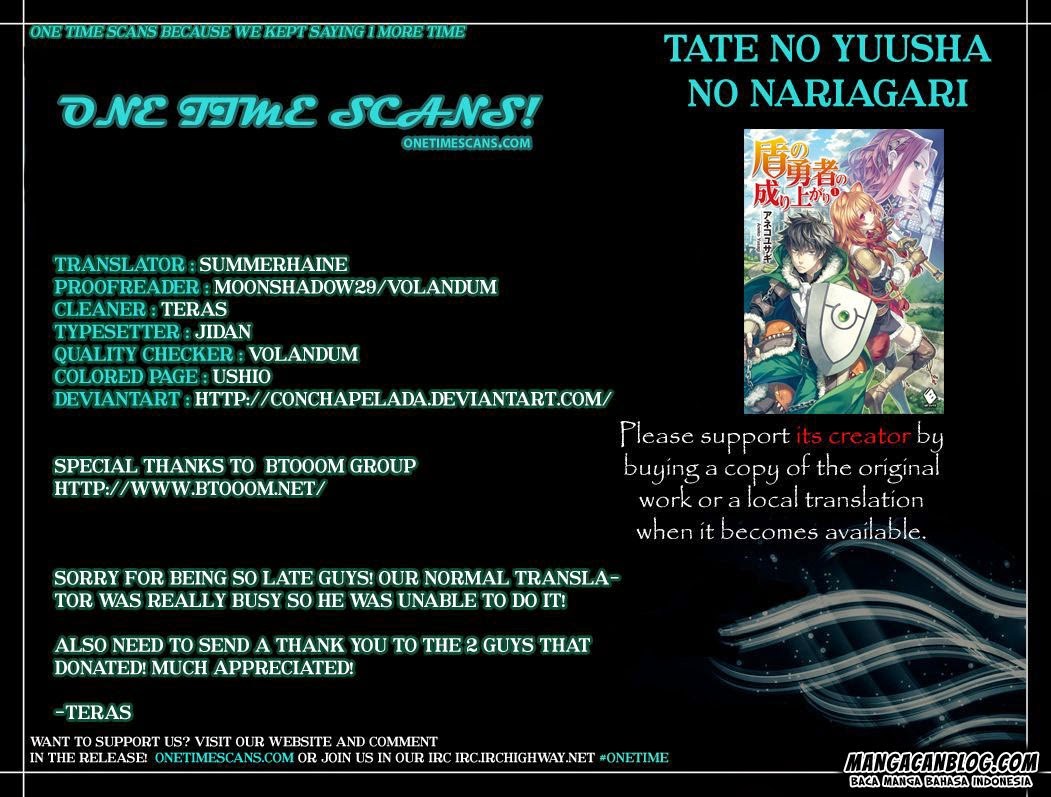 ONE TIME SCANS BECAUSE WE KEPT SAYING 1 MORE TIME
ONE TIME SCANS!
ONETIMESCANS.COM
TRANSLATOR : SUMMERHAINE
PROOFREADER : MOONSHADOW29/VOLANDUM
CLEANER : TERAS
TYPESETTER : JIDAN
QUALITY CHECKER : VOLANDUM
COLORED PAGE : USHIO
DEVIANTART : HTTP://CONCHAPELADA.DEVIANTART.COM/
SPECIAL THANKS TO BTOOOM GROUP
HTTP://WWW.BTOOOM.NET/
SORRY FOR BEING SO LATE GUYS! OUR NORMAL TRANSLA-
TOR WAS REALLY BUSY SO HE WAS UNABLE TO DO IT!
ALSO NEED TO SEND A THANK YOU TO THE 2 GUYS THAT
DONATED! MUCH APPRECIATED!
-TERAS
WANT TO SUPPORT US? VISIT OUR WEBSITE AND COMMENT
IN THE RELEASE! ONETIMESCANS.COM OR JOIN US IN OUR IRC IRC.IRCHIGHWAY.NET #ONETIME
TATE NO YUUSHA
NO NARIAGARI
盾の
勇者の
成り上がり
1
アネコユサギ
Please support its creator by
buying a copy of the original
work or a local translation
when it becomes available.
MANGACANBLOG.COM
BACA MANGA BAHASA INDONESIA